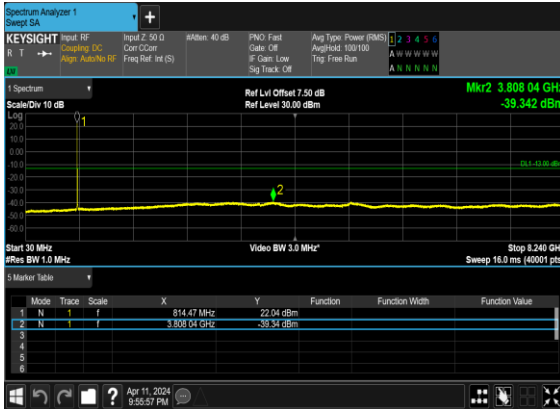 Spectrum Analyzer 1
Swept SA
+
KEYSIGHT Input: RF Input Z: 50 Ω #Atten: 40 dB PNO: Fast Avg Type: Power (RMS) 1 2 3 4 5 6
R T Coupling: DC Corr CCorr Gate: Off Avg|Hold: 100/100 A W W W W W
Align: Auto/No RF Freq Ref: Int (S) IF Gain: Low Trig: Free Run
Sig Track: Off A N N N N N
1 Spectrum
Ref Lvl Offset 7.50 dB Mkr2 3.808 04 GHz
Scale/Div 10 dB Ref Level 30.00 dBm -39.342 dBm
Log
1
20.0
10.0
0.00
-10.0 DL1 -13.00 dBm
-20.0
-30.0
2
-40.0
-50.0
-60.0
Start 30 MHz Video BW 3.0 MHz* Stop 8.240 GH
#Res BW 1.0 MHz Sweep 16.0 ms (40001 pts
5 Marker Table
Mode Trace Scale X Y Function Function Width Function Value
1 N 1 f 814.47 MHz 22.04 dBm
2 N 1 f 3.808 04 GHz -39.34 dBm
3
4
5
6
? Apr 11, 2024
9:55:57 PM